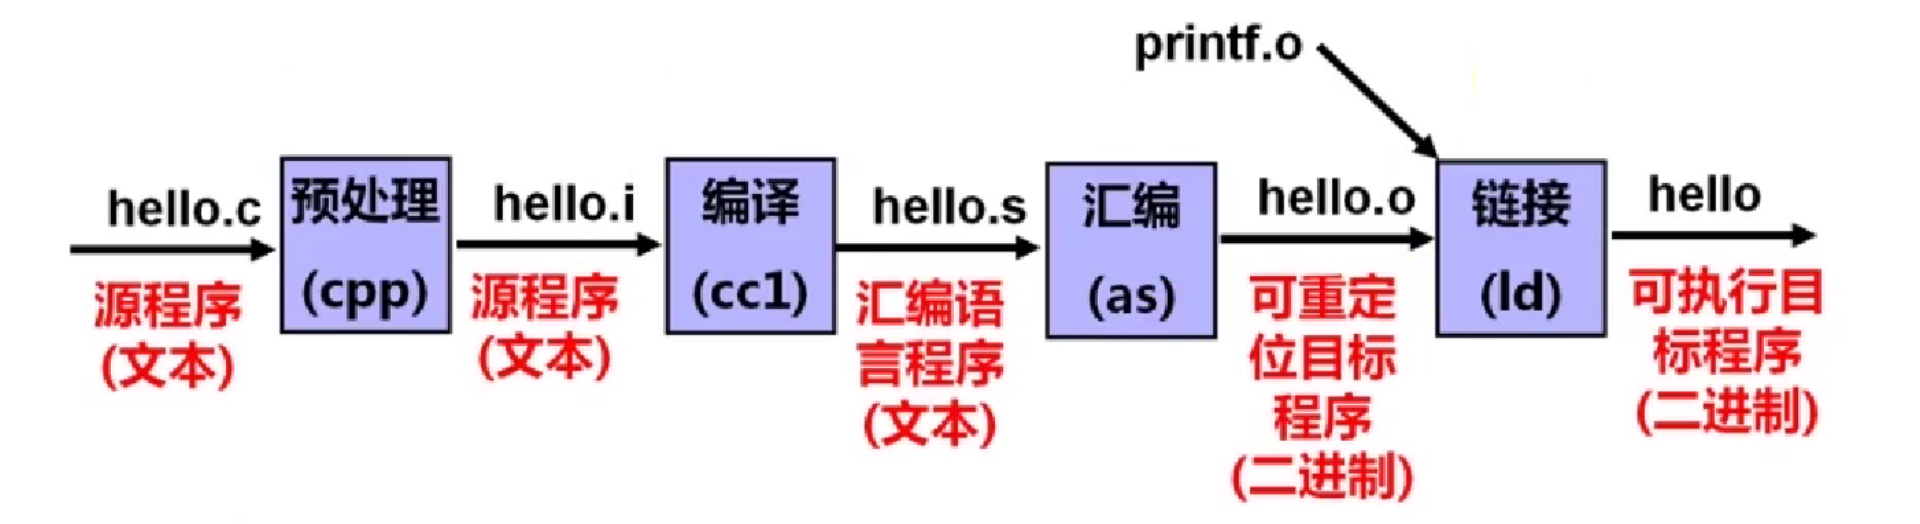 printf.o
hello.c
预处理
(cpp)
hello.i
编译
(cc1)
hello.s
汇编
(as)
hello.o
链接
(ld)
hello
源程序
(文本)
源程序
(文本)
汇编语
言程序
(文本)
可重定
位目标
程序
(二进制)
可执行目
标程序
(二进制)